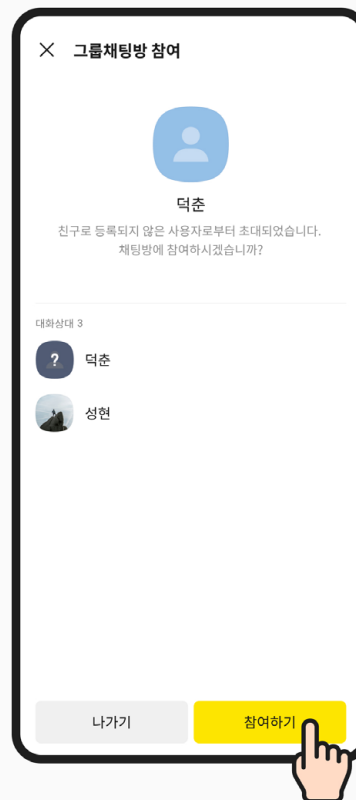 그룹채팅방 참여
덕춘
친구로 등록되지 않은 사용자로부터 초대되었습니다.
채팅방에 참여하시겠습니까?
대화상대 3
덕춘
성현
나가기
참여하기